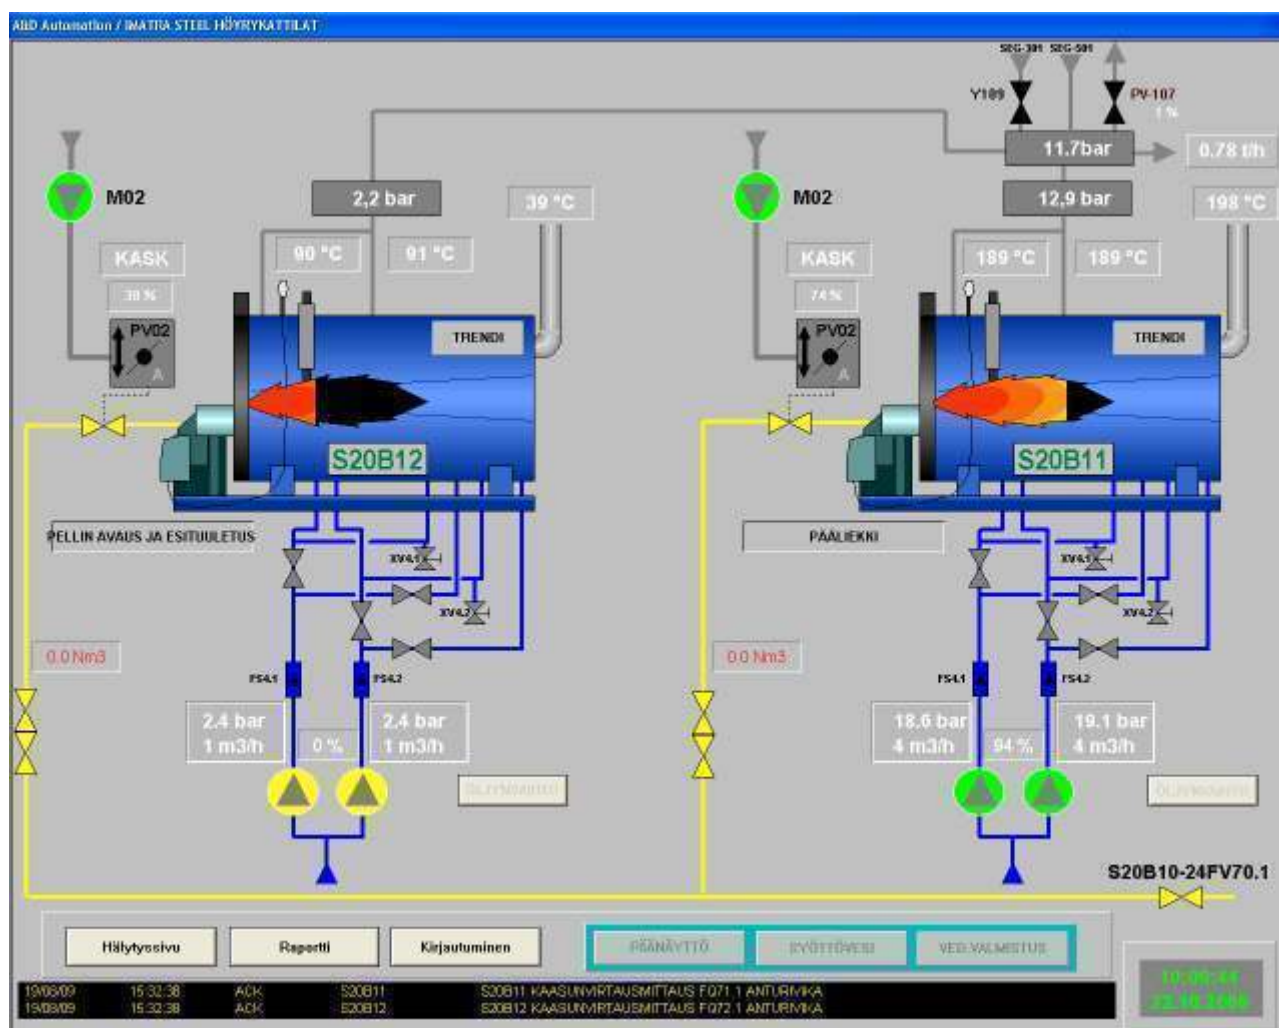 ABD Automation / IMATRA STEEL HÖYRYKATTILAT
SEG-301 SEG-501
Y109
PV-107
1 %
11.7bar
0.78 t/h
M02
2,2 bar
39 °C
M02
12,9 bar
198 °C
KASK
90 °C
91 °C
KASK
189 °C
189 °C
38 %
74 %
PV02
A
TRENDI
PV02
A
TRENDI
S20B12
S20B11
PELLIN AVAUS JA ESITUULETUS
PÄÄLIEKKI
XV4.1
XV4.1
XV4.2
XV4.2
0.0 Nm3
0.0 Nm3
FS4.1
FS4.2
FS4.1
FS4.2
2.4 bar
1 m3/h
0 %
2.4 bar
1 m3/h
18.6 bar
4 m3/h
94 %
19.1 bar
4 m3/h
S20B10-24FV70.1
Hälytyssivu
Raportti
Kirjautuminen
PÄÄNÄYTTÖ
SYÖTTÖVESI
VED.VALMISTUS
19/08/09 15:32:38 ACK S20B11 S20B11 KAASUNVIRTAUSMITTAUS FQ71.1 ANTURIVIKA
19/08/09 15:32:38 ACK S20B12 S20B12 KAASUNVIRTAUSMITTAUS FQ72.1 ANTURIVIKA